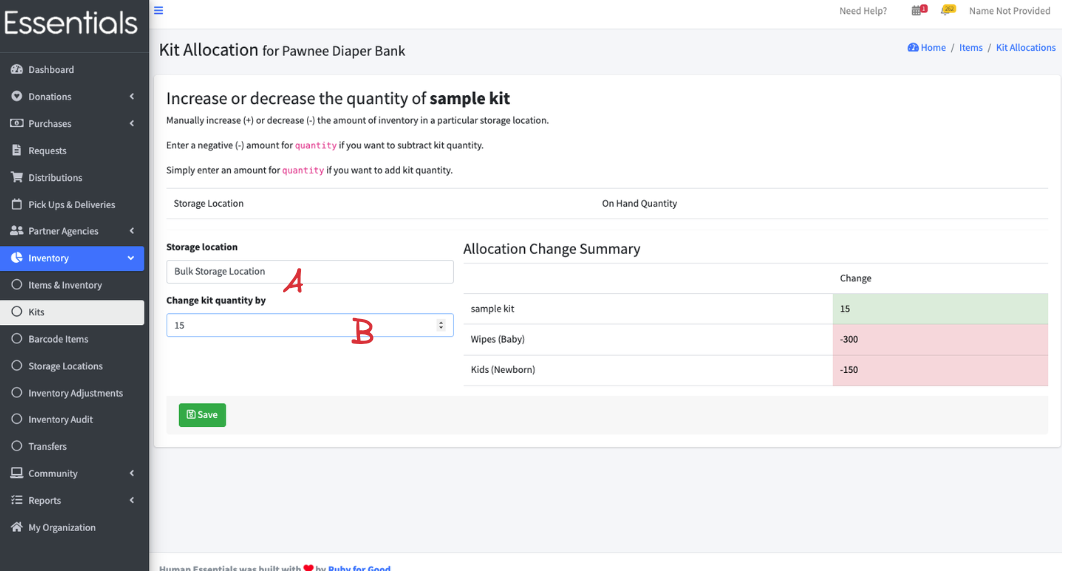 ESSENTIALS
Need Help?
1
252
Name Not Provided
Kit Allocation for Pawnee Diaper Bank
Home / Items / Kit Allocations
Dashboard
Donations
Purchases
Requests
Distributions
Pick Ups & Deliveries
Partner Agencies
Inventory
Items & Inventory
Kits
Barcode Items
Storage Locations
Inventory Adjustments
Inventory Audit
Transfers
Community
Reports
My Organization
Increase or decrease the quantity of sample kit
Manually increase (+) or decrease (-) the amount of inventory in a particular storage location.
Enter a negative (-) amount for quantity if you want to subtract kit quantity.
Simply enter an amount for quantity if you want to add kit quantity.
Storage Location On Hand Quantity
Storage location
Bulk Storage Location
A
Change kit quantity by
15
B
Allocation Change Summary
Change
sample kit 15
Wipes (Baby) -300
Kids (Newborn) -150
Save
Human Essentials was built with ❤ by Ruby for Good.